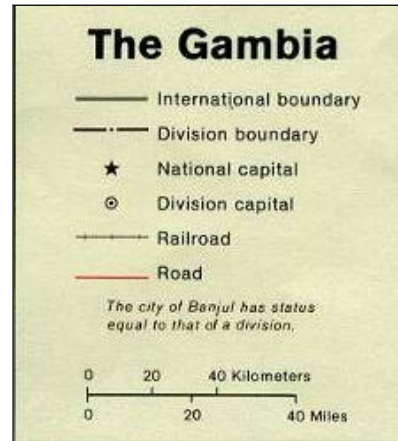 The Gambia
International boundary
Division boundary
National capital
Division capital
Railroad
Road
The city of Banjul has status
equal to that of a division.
0 20 40 Kilometers
0 20 40 Miles